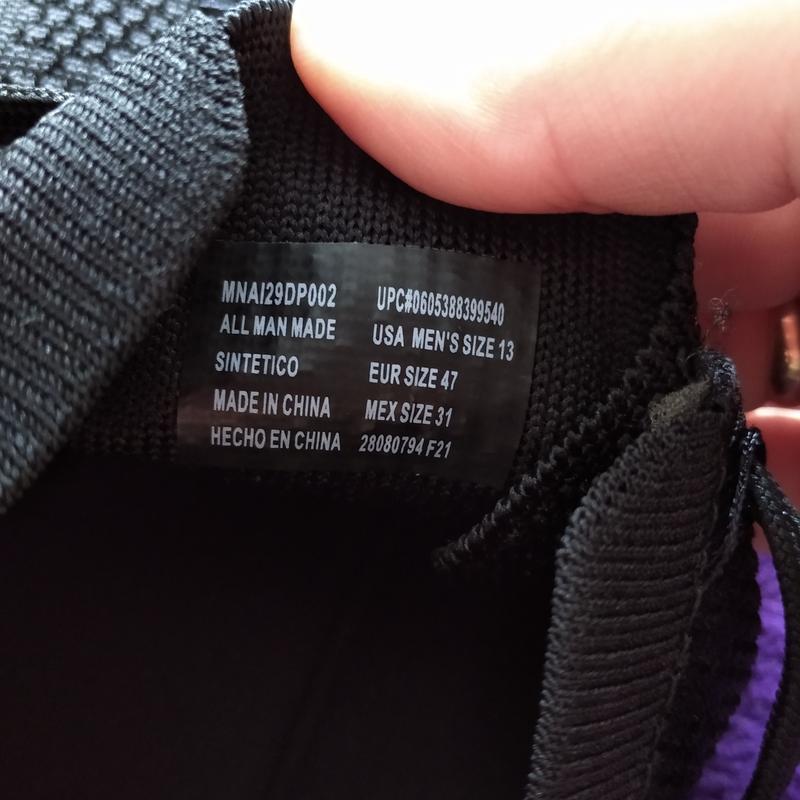 MNAI29DP002
ALL MAN MADE
SINTETICO
MADE IN CHINA
HECHO EN CHINA
UPC#0605388399540
USA MEN'S SIZE 13
EUR SIZE 47
MEX SIZE 31
28080794 F21